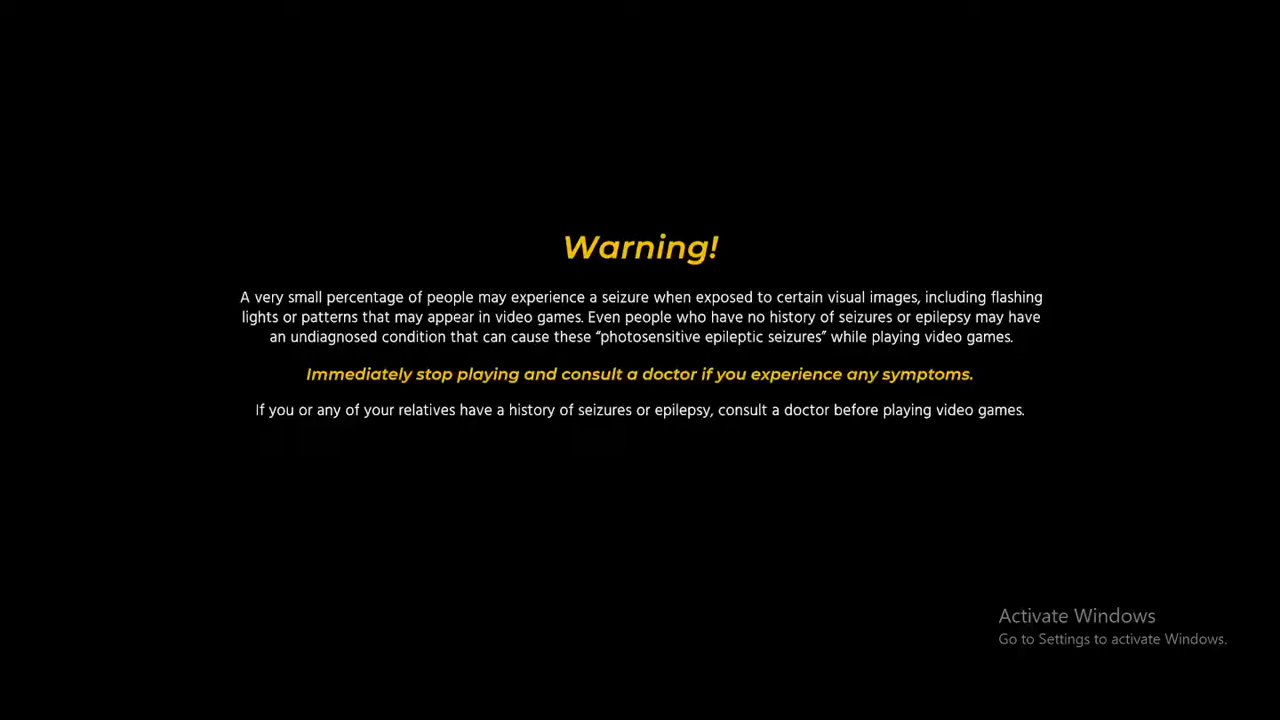 Warning!
A very small percentage of people may experience a seizure when exposed to certain visual images, including flashing
lights or patterns that may appear in video games. Even people who have no history of seizures or epilepsy may have
an undiagnosed condition that can cause these “photosensitive epileptic seizures” while playing video games.
Immediately stop playing and consult a doctor if you experience any symptoms.
If you or any of your relatives have a history of seizures or epilepsy, consult a doctor before playing video games.
Activate Windows
Go to Settings to activate Windows.